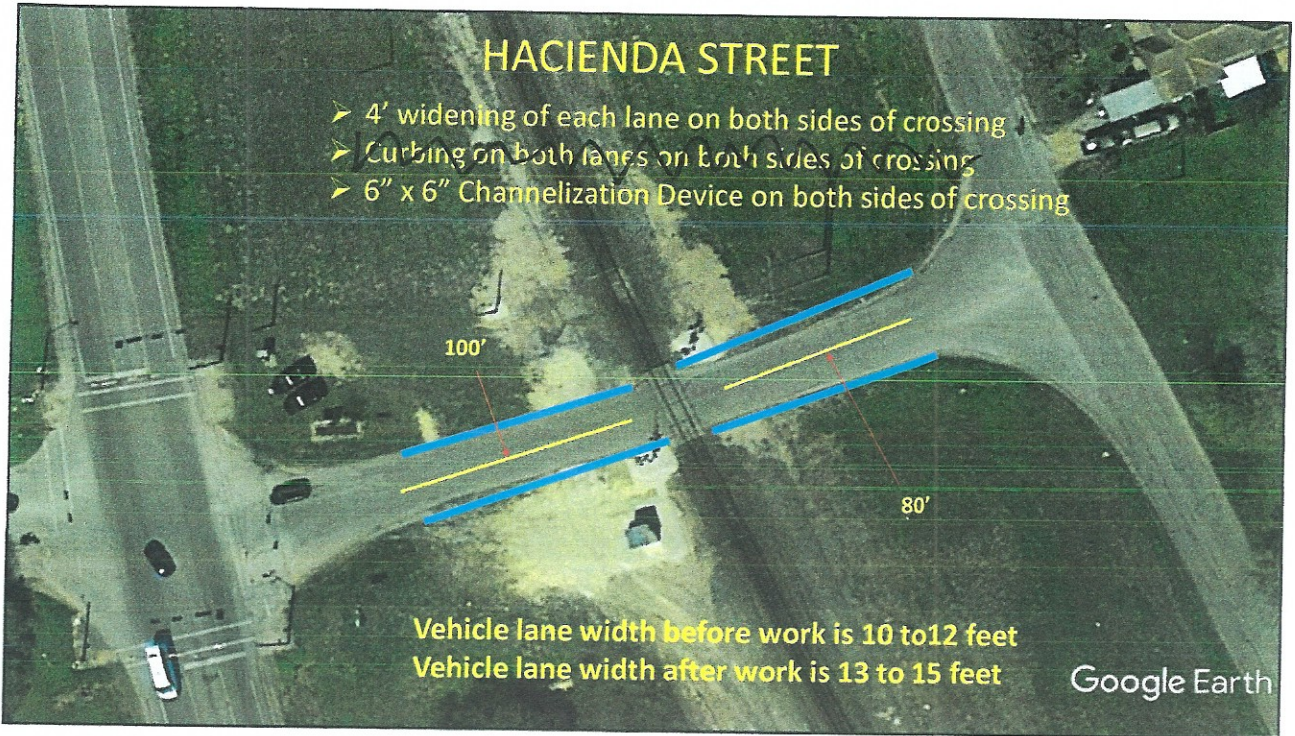 HACIENDA STREET
➤ 4' widening of each lane on both sides of crossing
➤ Curbing on both lanes on both sides of crossing
➤ 6" x 6" Channelization Device on both sides of crossing
100'
80'
Vehicle lane width before work is 10 to12 feet
Vehicle lane width after work is 13 to 15 feet
Google Earth